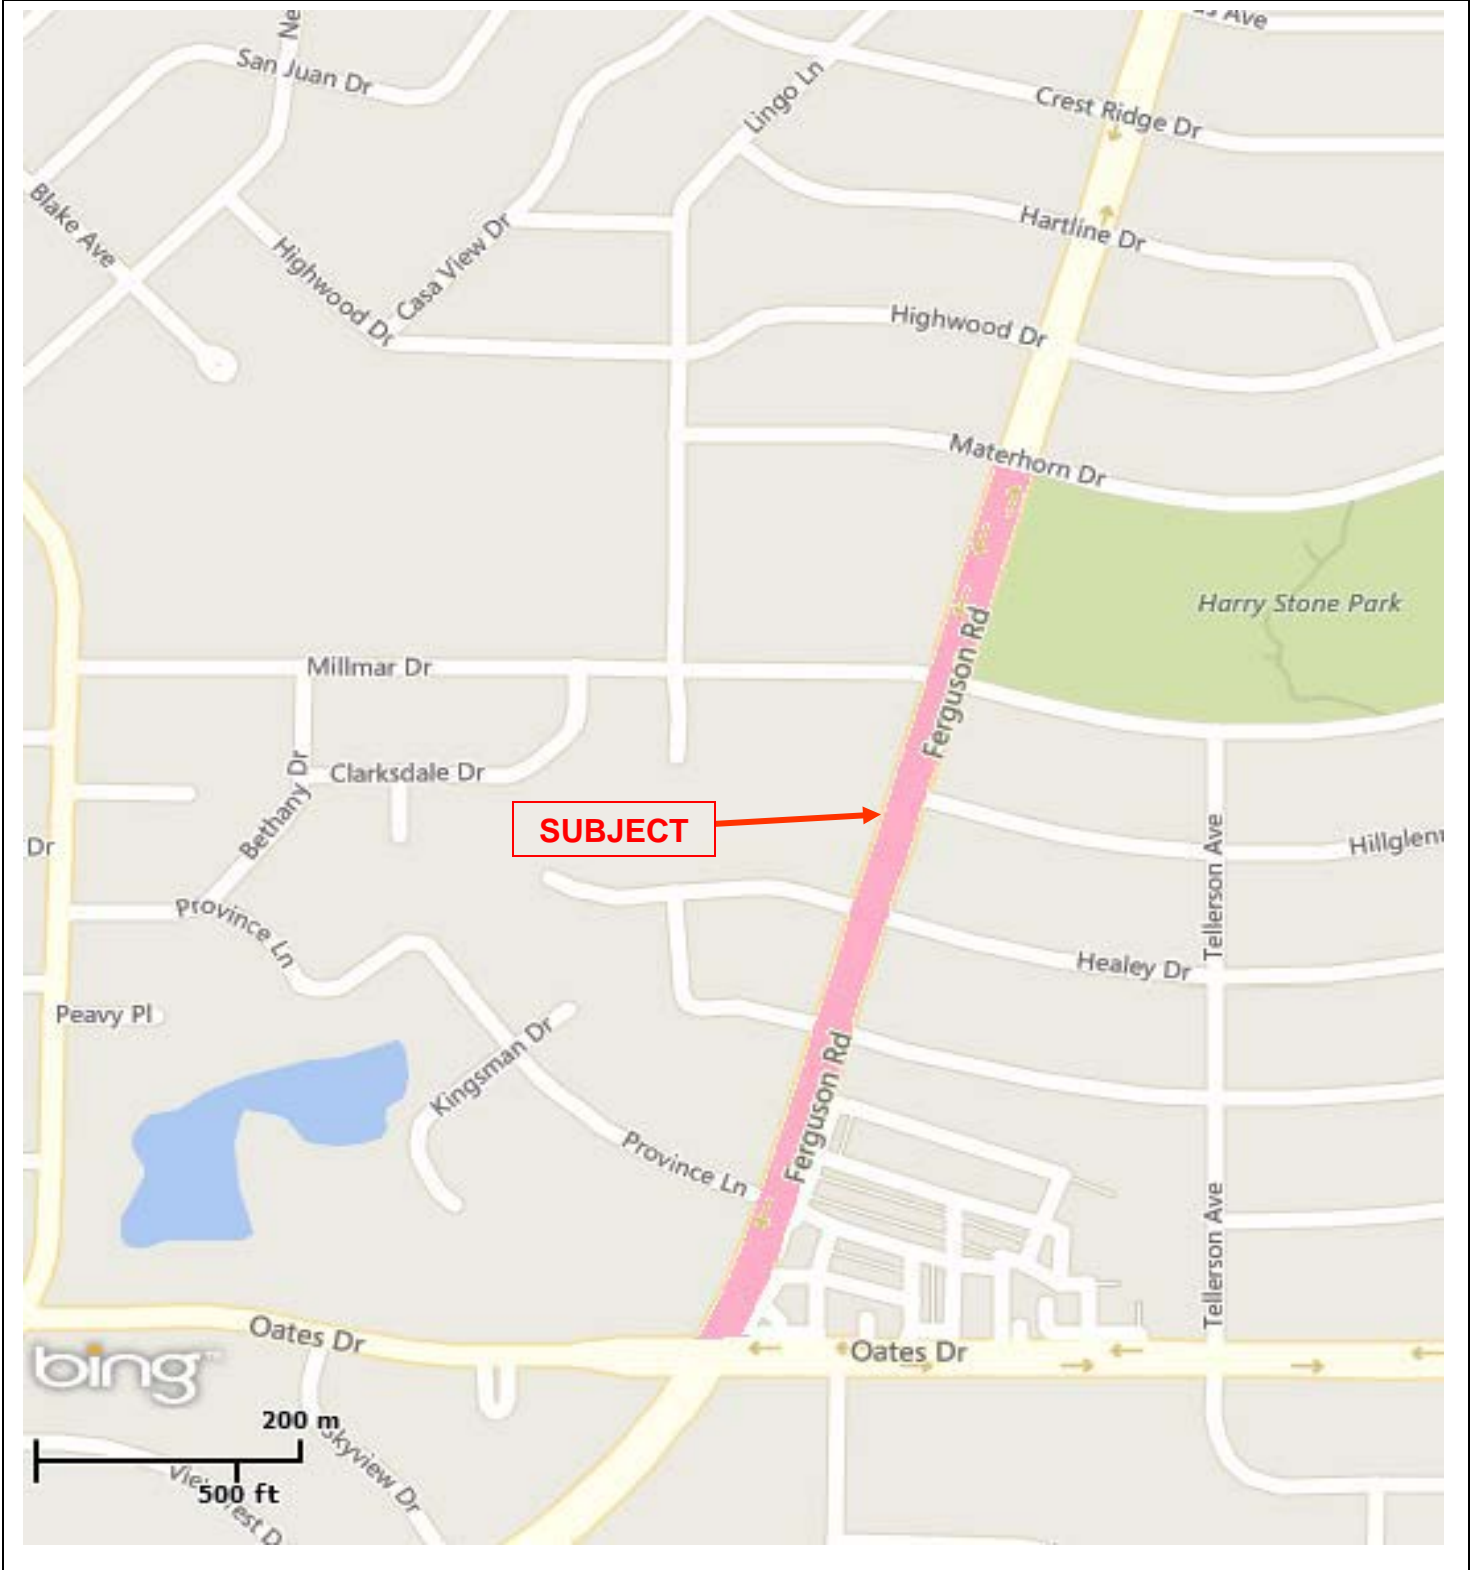 Ne
San Juan Dr
Lingo Ln
Crest Ridge Dr
Blake Ave
Highwood Dr
Casa View Dr
Hartline Dr
Highwood Dr
Materhorn Dr
Harry Stone Park
Ferguson Rd
Millmar Dr
Clarksdale Dr
Bethany Dr
SUBJECT
Dr
Hillglen
Tellerson Ave
Province Ln
Healey Dr
Peavy Pl
Kingsman Dr
Ferguson Rd
Province Ln
Tellerson Ave
Oates Dr
Oates Dr
bing
200 m
Skyview Dr
500 ft